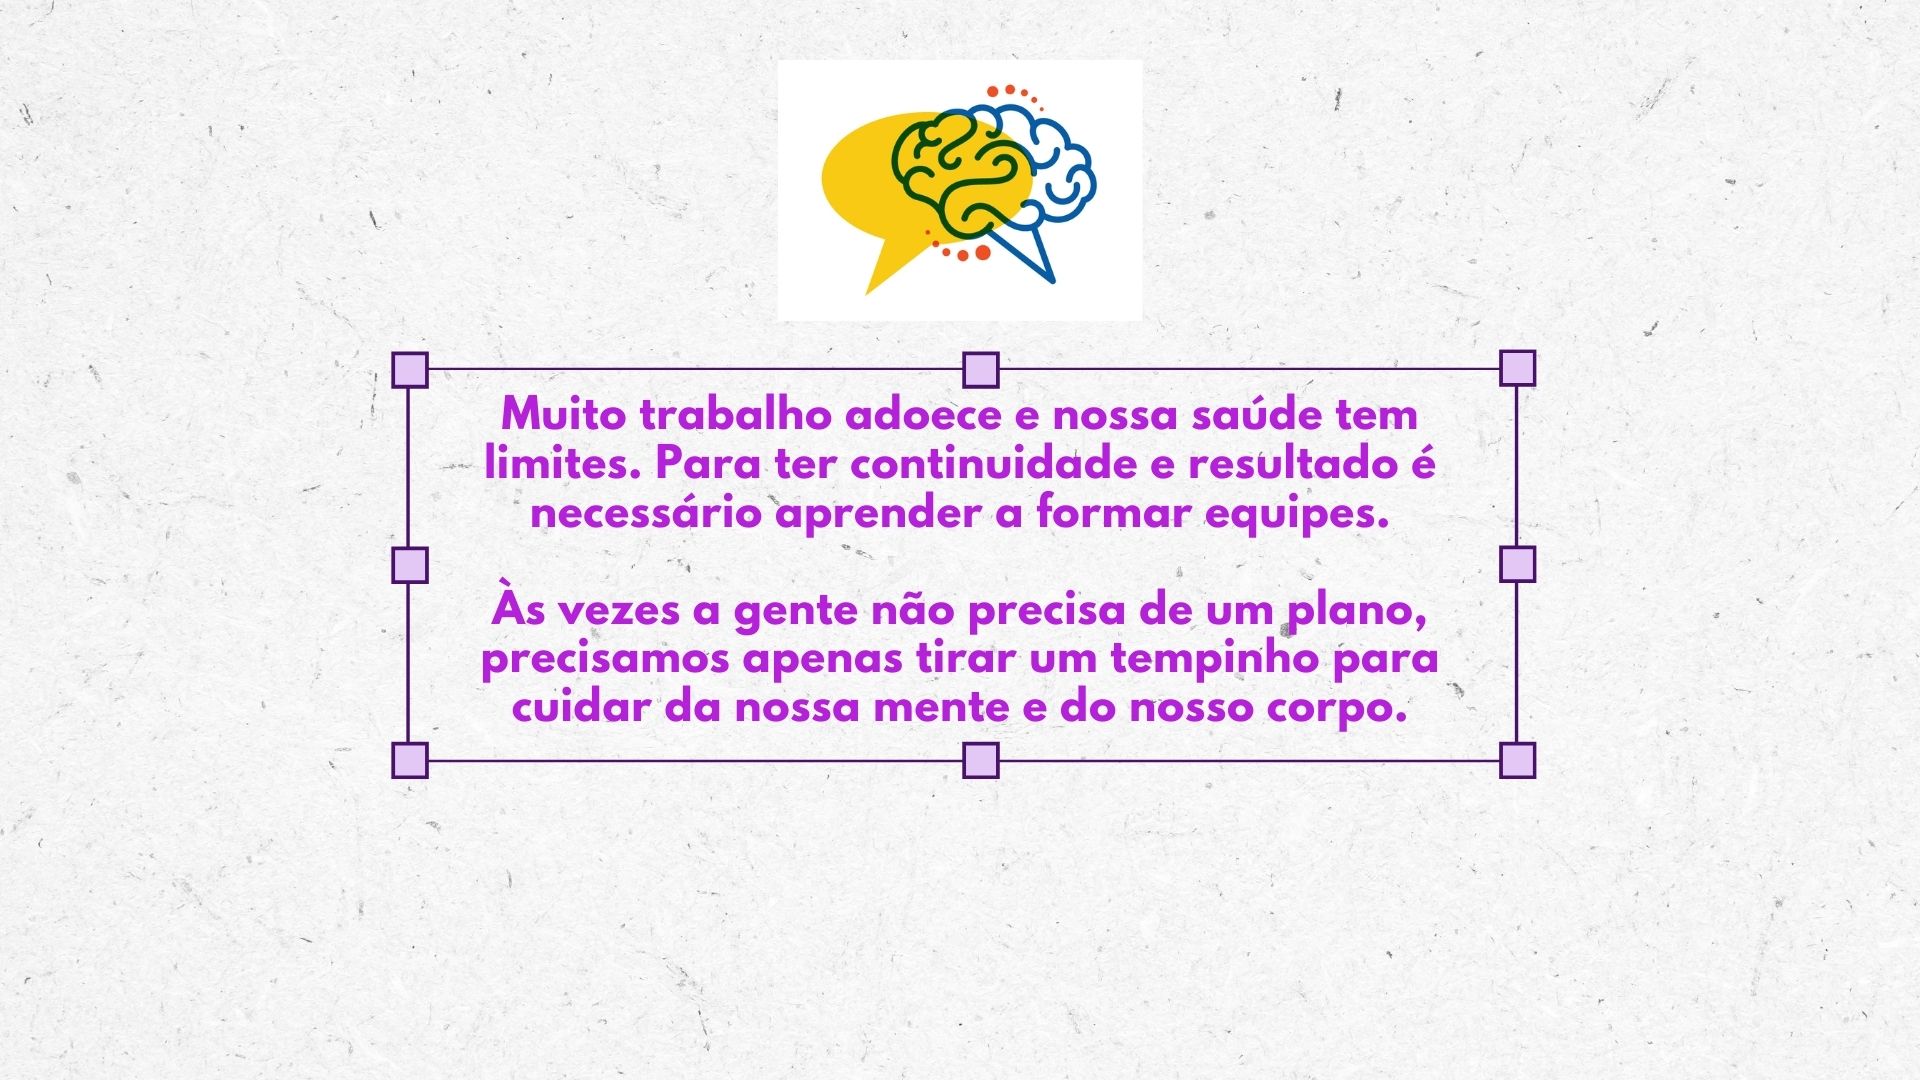 Muito trabalho adoece e nossa saúde tem
limites. Para ter continuidade e resultado é
necessário aprender a formar equipes.
Às vezes a gente não precisa de um plano,
precisamos apenas tirar um tempinho para
cuidar da nossa mente e do nosso corpo.